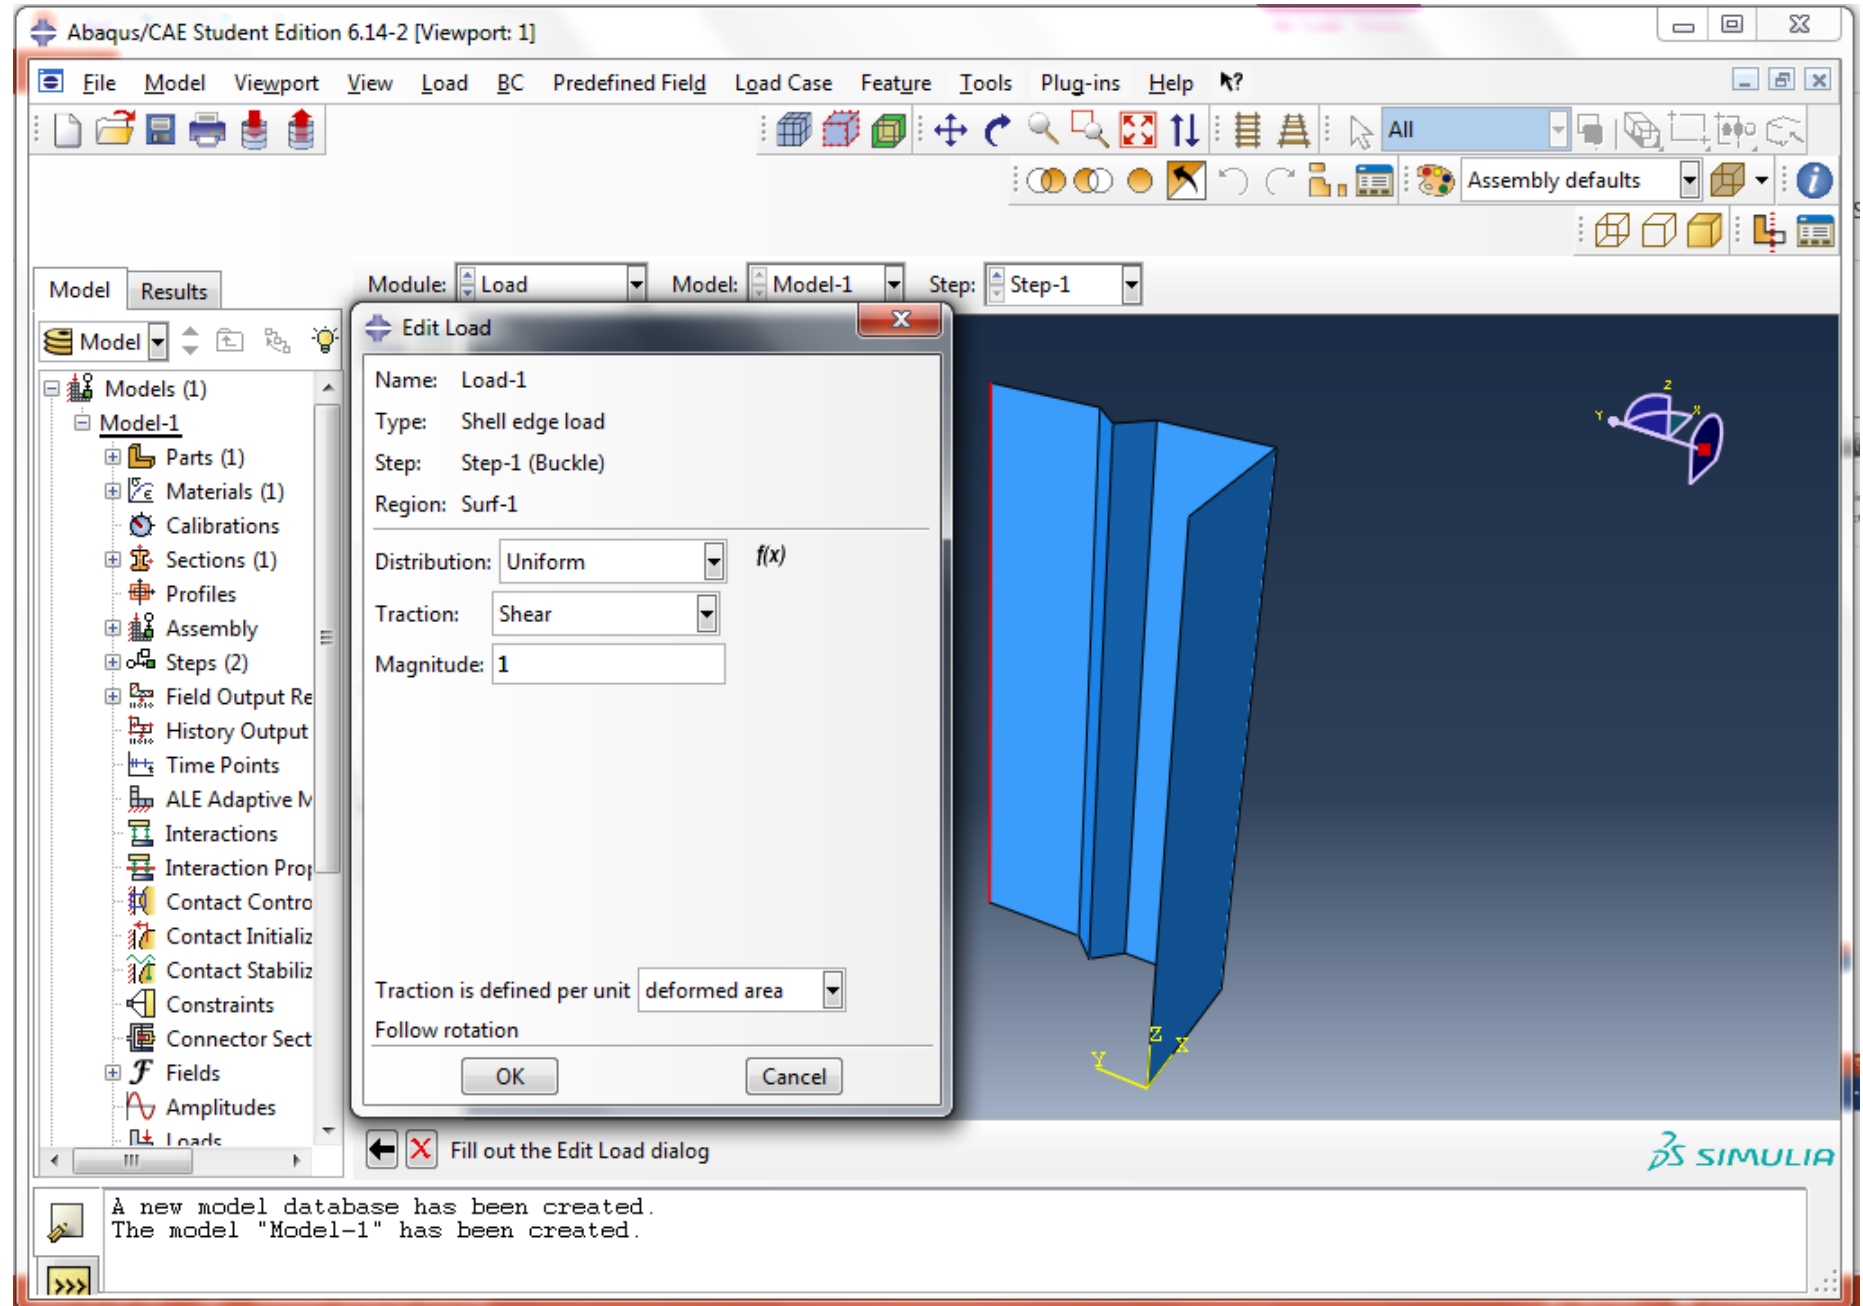 Abaqus/CAE Student Edition 6.14-2 [Viewport: 1]
File Model Viewport View Load BC Predefined Field Load Case Feature Tools Plug-ins Help
All
Assembly defaults
Model Results
Module: Load Model: Model-1 Step: Step-1
Model
Models (1)
Model-1
Parts (1)
Materials (1)
Calibrations
Sections (1)
Profiles
Assembly
Steps (2)
Field Output Re
History Output
Time Points
ALE Adaptive M
Interactions
Interaction Pro
Contact Contro
Contact Initializ
Contact Stabiliz
Constraints
Connector Sect
Fields
Amplitudes
Loads
Edit Load
Name: Load-1
Type: Shell edge load
Step: Step-1 (Buckle)
Region: Surf-1
Distribution: Uniform f(x)
Traction: Shear
Magnitude: 1
Traction is defined per unit deformed area
Follow rotation
OK Cancel
Z
Y X
Z
Y X
Fill out the Edit Load dialog
SIMULIA
A new model database has been created.
The model "Model-1" has been created.
>>>